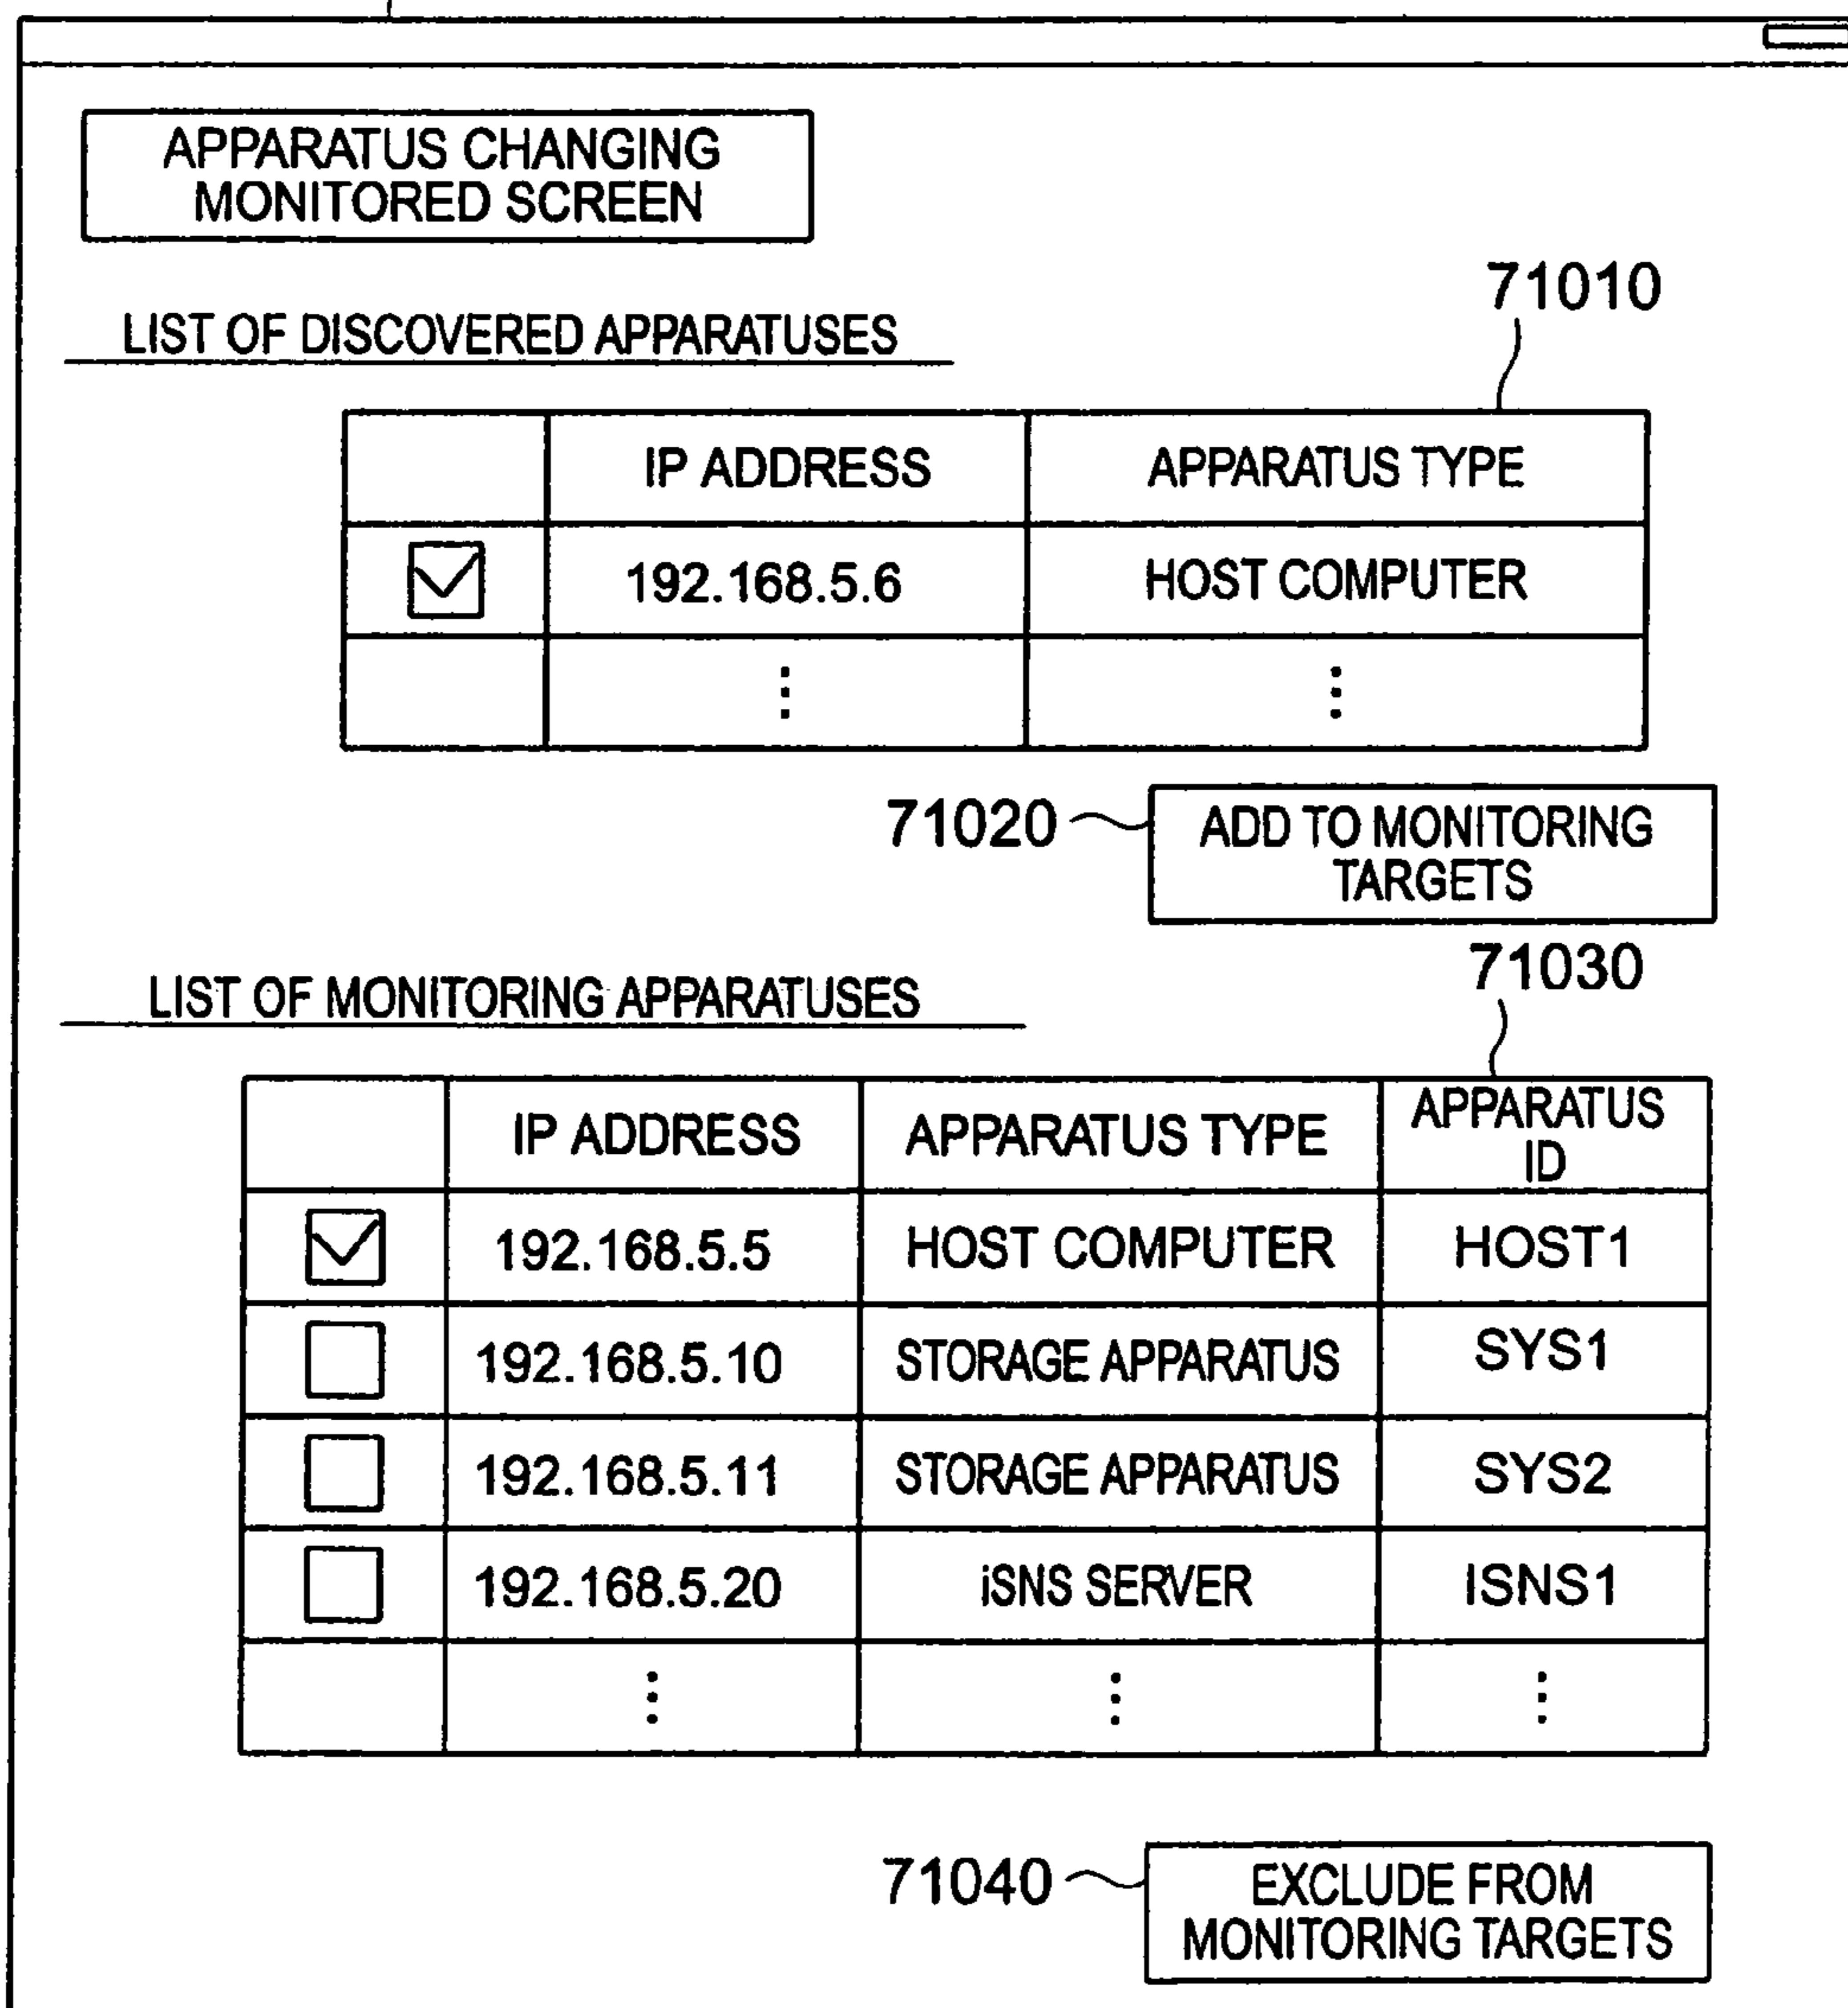 APPARATUS CHANGING
MONITORED SCREEN
LIST OF DISCOVERED APPARATUSES
71010
IP ADDRESS APPARATUS TYPE
192.168.5.6 HOST COMPUTER
71020
ADD TO MONITORING
TARGETS
LIST OF MONITORING APPARATUSES
71030
IP ADDRESS APPARATUS TYPE APPARATUS
ID
192.168.5.5 HOST COMPUTER HOST1
192.168.5.10 STORAGE APPARATUS SYS1
192.168.5.11 STORAGE APPARATUS SYS2
192.168.5.20 iSNS SERVER ISNS1
71040
EXCLUDE FROM
MONITORING TARGETS